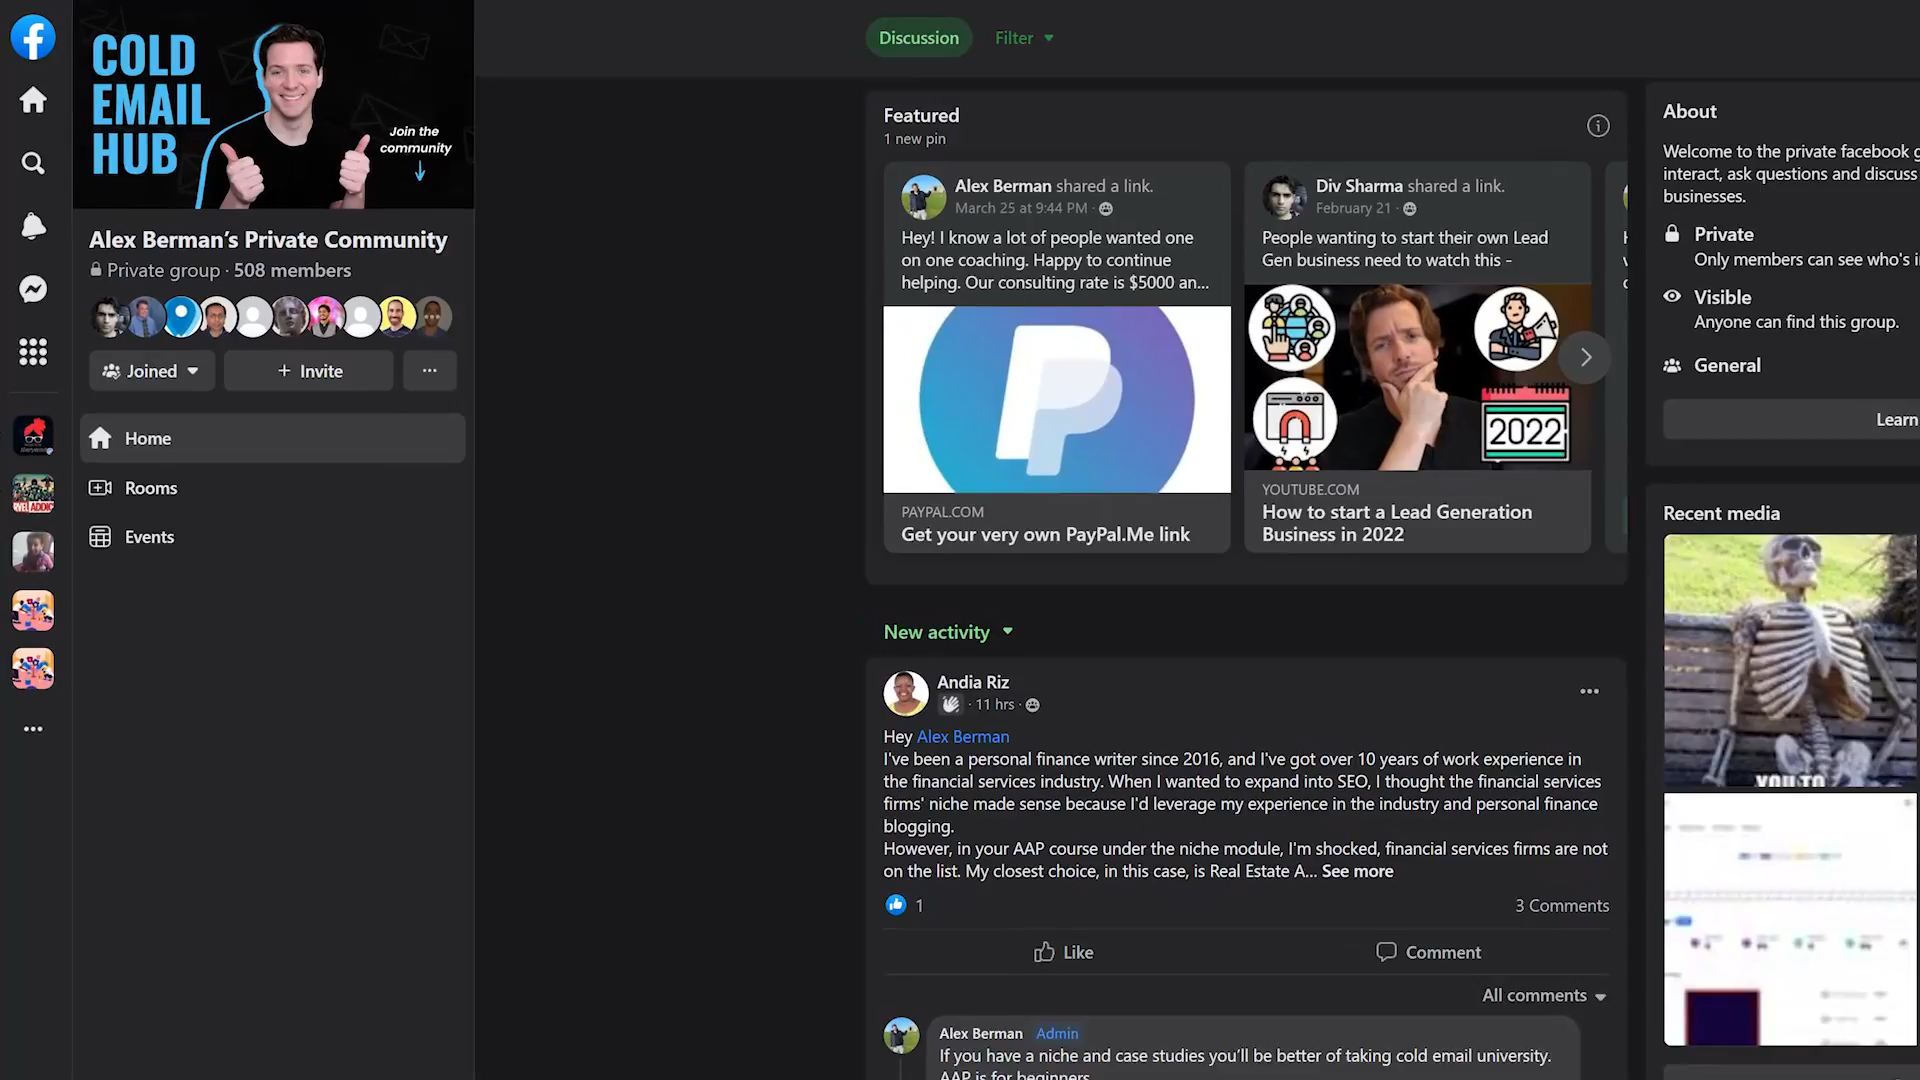 COLD
EMAIL
HUB
Join the
community
Alex Berman’s Private Community
Private group · 508 members
Joined
+ Invite
Home
Rooms
Events
Discussion
Filter
Featured
1 new pin
Alex Berman shared a link.
March 25 at 9:44 PM ·
Hey! I know a lot of people wanted one
on one coaching. Happy to continue
helping. Our consulting rate is $5000 an...
PAYPAL.COM
Get your very own PayPal.Me link
Div Sharma shared a link.
February 21 ·
People wanting to start their own Lead
Gen business need to watch this -
2022
YOUTUBE.COM
How to start a Lead Generation
Business in 2022
New activity
Andia Riz
· 11 hrs ·
Hey Alex Berman
I've been a personal finance writer since 2016, and I've got over 10 years of work experience in
the financial services industry. When I wanted to expand into SEO, I thought the financial services
firms' niche made sense because I'd leverage my experience in the industry and personal finance
blogging.
However, in your AAP course under the niche module, I'm shocked, financial services firms are not
on the list. My closest choice, in this case, is Real Estate A... See more
1
3 Comments
Like
Comment
All comments
Alex Berman Admin
If you have a niche and case studies you’ll be better of taking cold email university.
AAP is for beginners
About
Welcome to the private facebook
interact, ask questions and discuss
businesses.
Private
Only members can see who's
Visible
Anyone can find this group.
General
Learn
Recent media
YOU TO